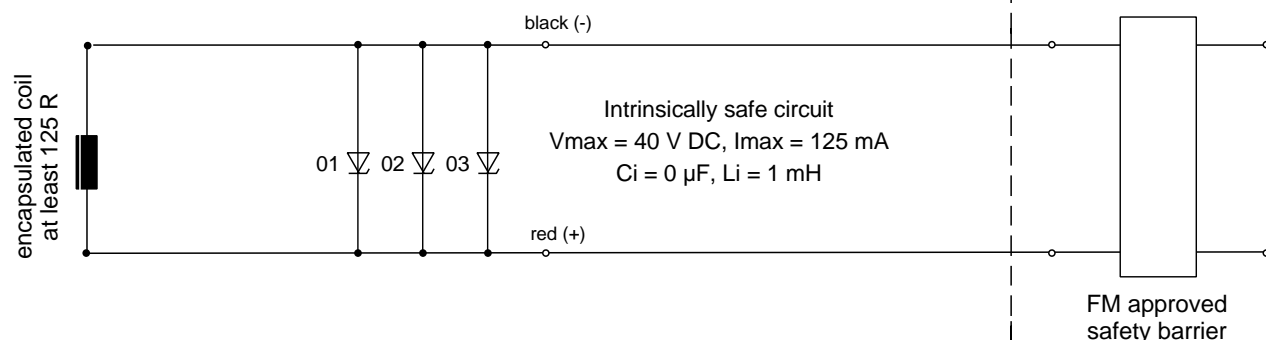 black (-)
encapsulated coil
at least 125 R
Intrinsically safe circuit
Vmax = 40 V DC, Imax = 125 mA
Ci = 0 µF, Li = 1 mH
01 02 03
red (+)
FM approved
safety barrier